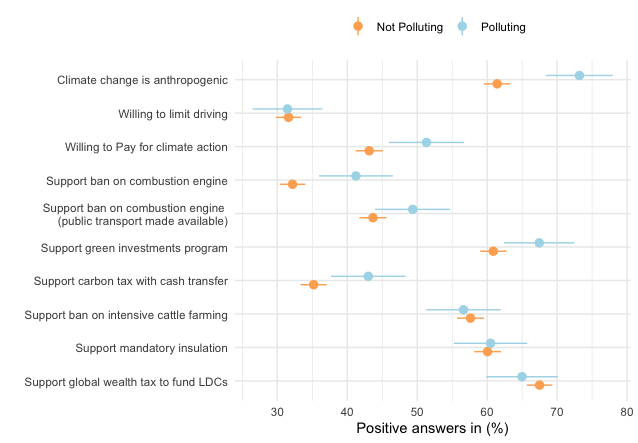 Not Polluting
Polluting
Climate change is anthropogenic
Willing to limit driving
Willing to Pay for climate action
Support ban on combustion engine
Support ban on combustion engine
(public transport made available)
Support green investments program
Support carbon tax with cash transfer
Support ban on intensive cattle farming
Support mandatory insulation
Support global wealth tax to fund LDCs
30 40 50 60 70 80
Positive answers in (%)